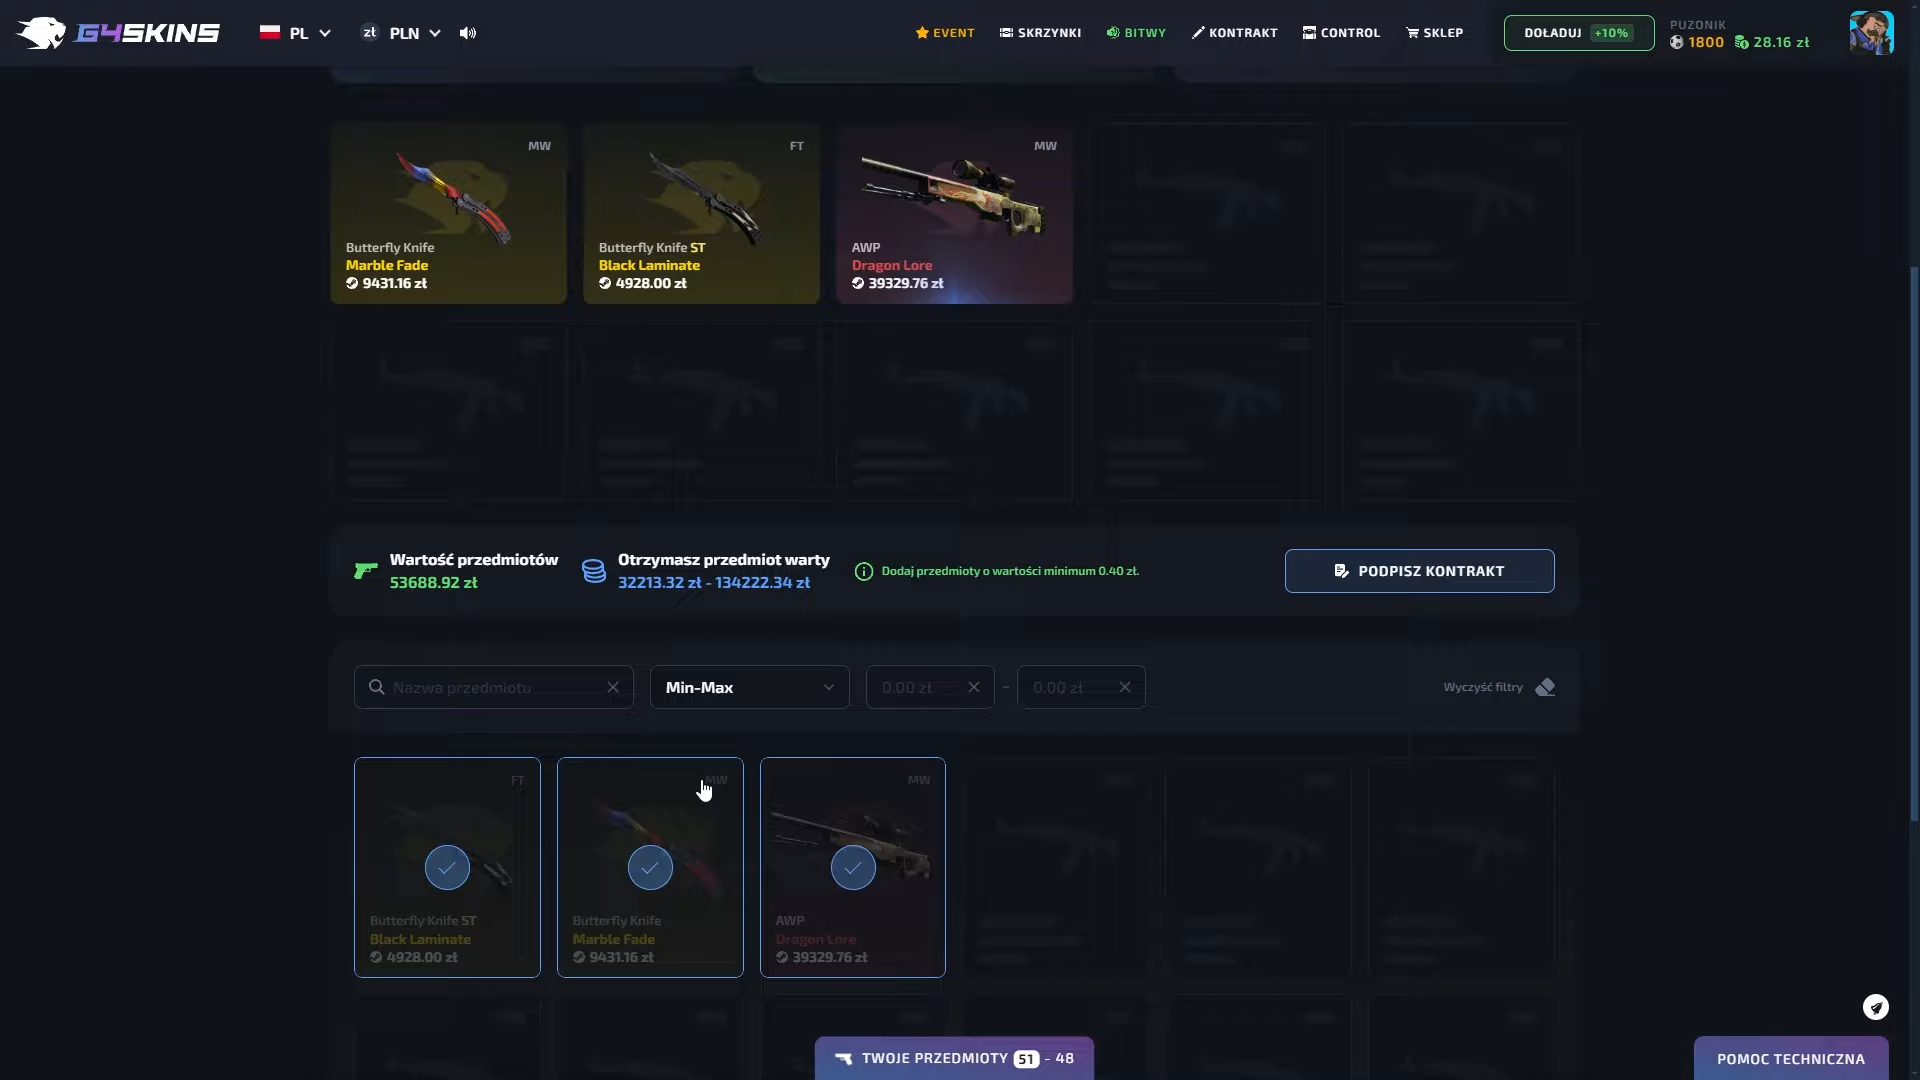 G4SKINS
PL
zł PLN
EVENT
SKRZYNKI
BITWY
KONTRAKT
CONTROL
SKLEP
DOŁADUJ +10%
PUZONIK
1800 28.16 zł
MW
Butterfly Knife
Marble Fade
9431.16 zł
FT
Butterfly Knife ST
Black Laminate
4928.00 zł
MW
AWP
Dragon Lore
39329.76 zł
Wartość przedmiotów
53688.92 zł
Otrzymasz przedmiot warty
32213.32 zł - 134222.34 zł
Dodaj przedmioty o wartości minimum 0.40 zł.
PODPISZ KONTRAKT
Nazwa przedmiotu
Min-Max
0.00 zł - 0.00 zł
Wyczyść filtry
FT
Butterfly Knife ST
Black Laminate
4928.00 zł
MW
Butterfly Knife
Marble Fade
9431.16 zł
MW
AWP
Dragon Lore
39329.76 zł
TWOJE PRZEDMIOTY 51 - 48
POMOC TECHNICZNA